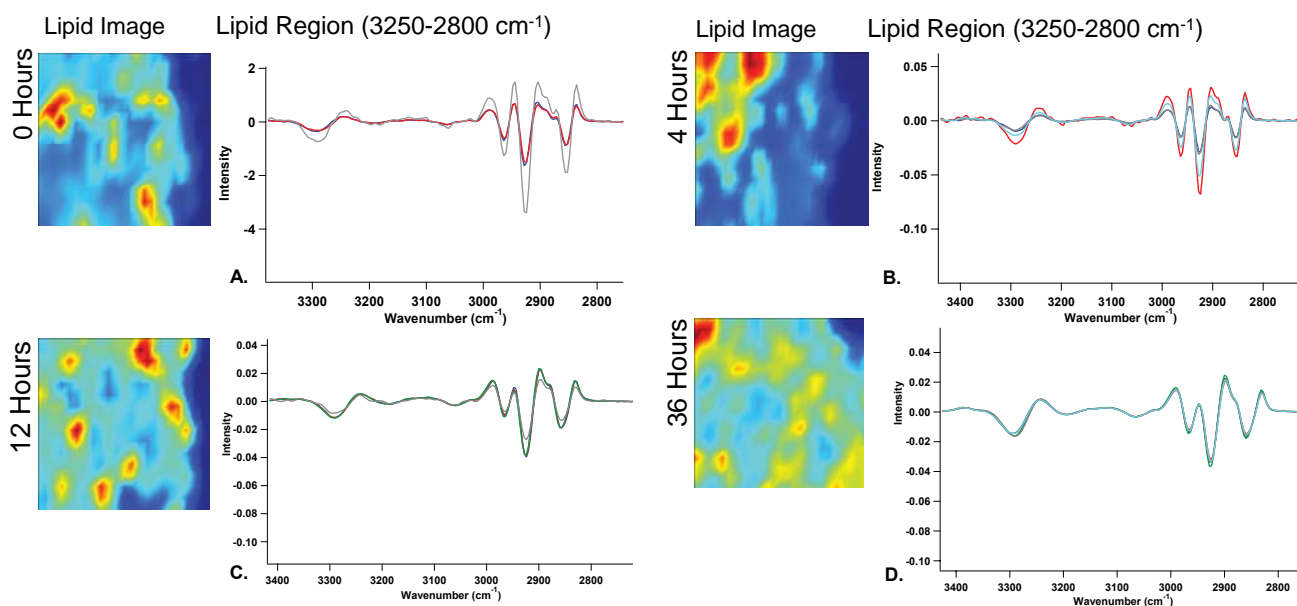 Lipid Image Lipid Region (3250-2800 cm-1)
0 Hours
2
0
-2
-4
Intensity
A.
3300 3200 3100 3000 2900 2800
Wavenumber (cm-1)
Lipid Image Lipid Region (3250-2800 cm-1)
4 Hours
0.05
0.00
-0.05
-0.10
Intensity
B.
3400 3300 3200 3100 3000 2900 2800
Wavenumber (cm-1)
12 Hours
0.04
0.02
0.00
-0.02
-0.04
-0.06
-0.08
-0.10
Intensity
C.
3400 3300 3200 3100 3000 2900 2800
Wavenumber (cm-1)
36 Hours
0.04
0.02
0.00
-0.02
-0.04
-0.06
-0.08
-0.10
Intensity
D.
3400 3300 3200 3100 3000 2900 2800
Wavenumber (cm-1)